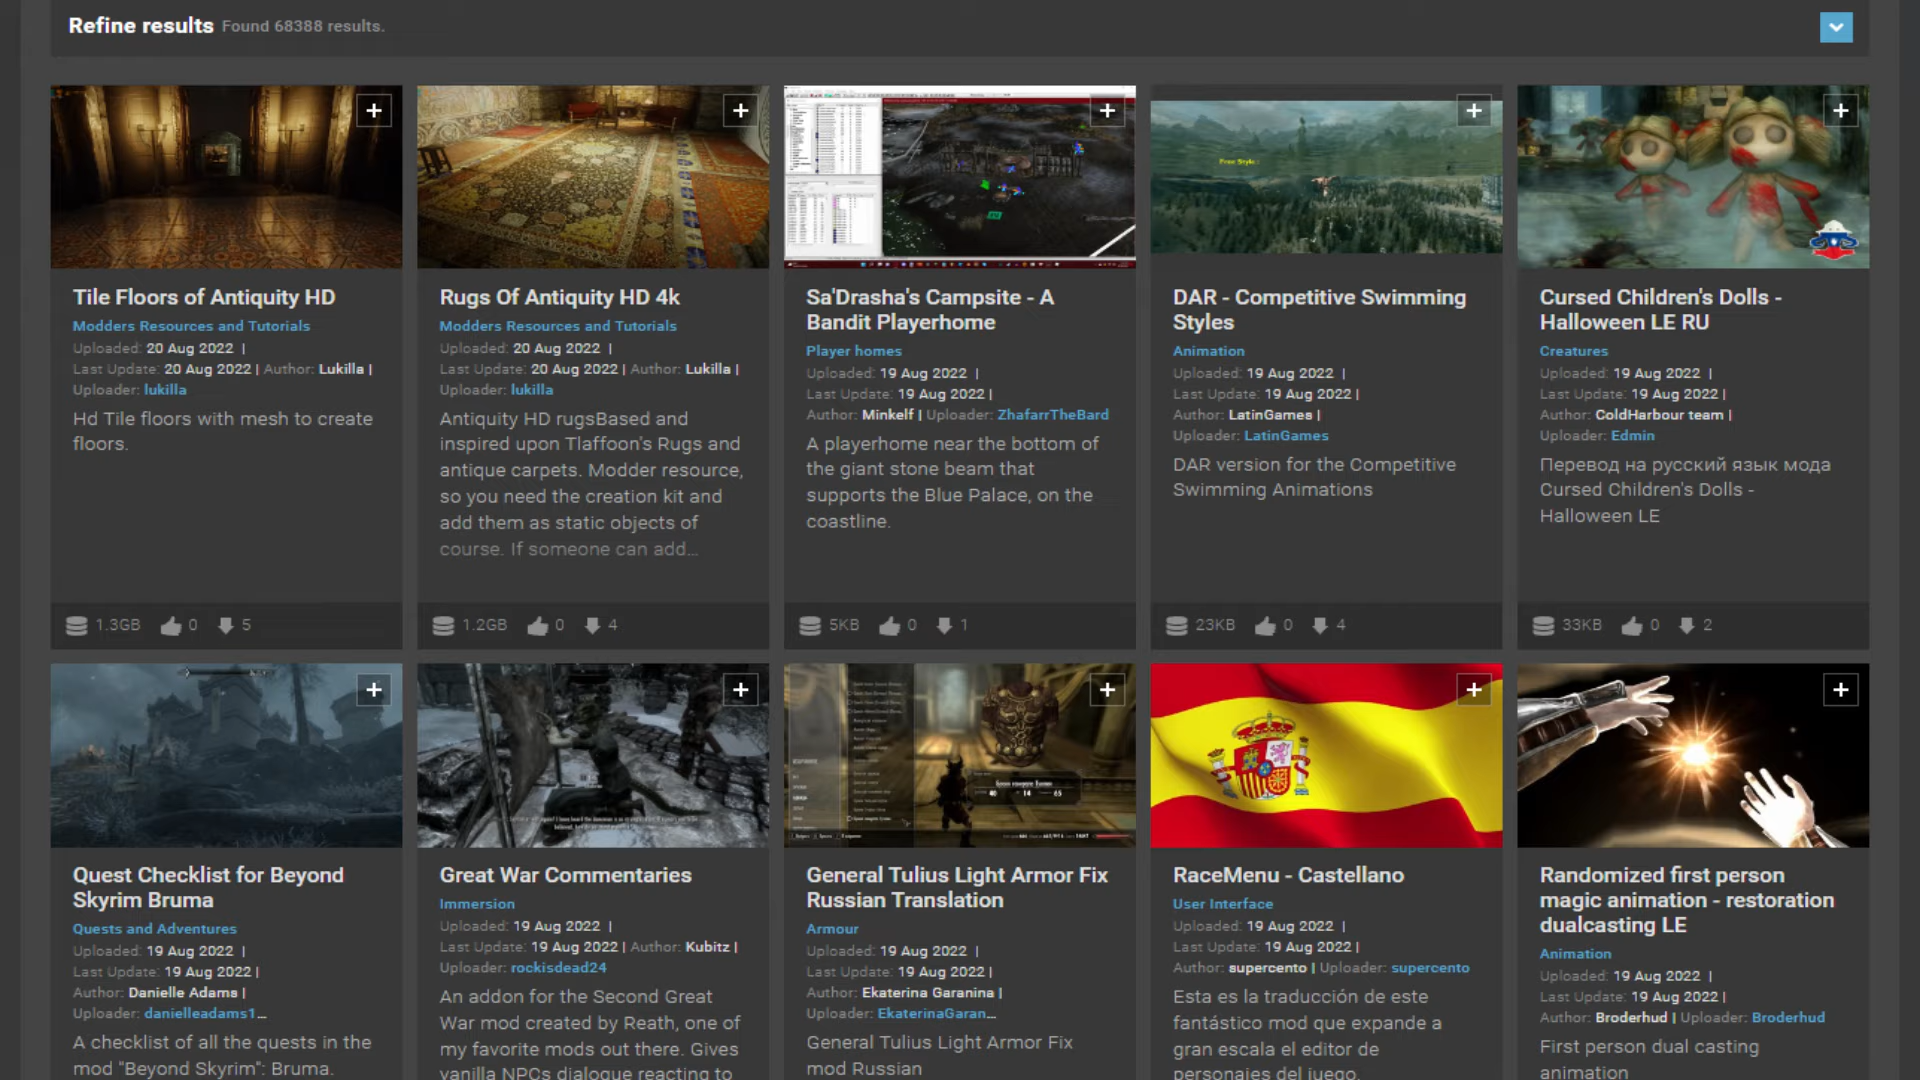 Refine results Found 68388 results.
Free Style :
Tile Floors of Antiquity HD
Modders Resources and Tutorials
Uploaded: 20 Aug 2022 |
Last Update: 20 Aug 2022 | Author: Lukilla |
Uploader: lukilla
Hd Tile floors with mesh to create
floors.
1.3GB 0 5
Rugs Of Antiquity HD 4k
Modders Resources and Tutorials
Uploaded: 20 Aug 2022 |
Last Update: 20 Aug 2022 | Author: Lukilla |
Uploader: lukilla
Antiquity HD rugsBased and
inspired upon Tlaffoon's Rugs and
antique carpets. Modder resource,
so you need the creation kit and
add them as static objects of
course. If someone can add...
1.2GB 0 4
Sa'Drasha's Campsite - A
Bandit Playerhome
Player homes
Uploaded: 19 Aug 2022 |
Last Update: 19 Aug 2022 |
Author: Minkelf | Uploader: ZhafarrTheBard
A playerhome near the bottom of
the giant stone beam that
supports the Blue Palace, on the
coastline.
5KB 0 1
DAR - Competitive Swimming
Styles
Animation
Uploaded: 19 Aug 2022 |
Last Update: 19 Aug 2022 |
Author: LatinGames |
Uploader: LatinGames
DAR version for the Competitive
Swimming Animations
23KB 0 4
Cursed Children's Dolls -
Halloween LE RU
Creatures
Uploaded: 19 Aug 2022 |
Last Update: 19 Aug 2022 |
Author: ColdHarbour team |
Uploader: Edmin
Перевод на русский язык мода
Cursed Children's Dolls -
Halloween LE
33KB 0 2
Quest Checklist for Beyond
Skyrim Bruma
Quests and Adventures
Uploaded: 19 Aug 2022 |
Last Update: 19 Aug 2022 |
Author: Danielle Adams |
Uploader: danielleadams1...
A checklist of all the quests in the
mod "Beyond Skyrim": Bruma.
Great War Commentaries
Immersion
Uploaded: 19 Aug 2022 |
Last Update: 19 Aug 2022 | Author: Kubitz |
Uploader: rockisdead24
An addon for the Second Great
War mod created by Reath, one of
my favorite mods out there. Gives
vanilla NPCs dialogue reacting to
General Tulius Light Armor Fix
Russian Translation
Armour
Uploaded: 19 Aug 2022 |
Last Update: 19 Aug 2022 |
Author: Ekaterina Garanina |
Uploader: EkaterinaGaran...
General Tulius Light Armor Fix
mod Russian
RaceMenu - Castellano
User Interface
Uploaded: 19 Aug 2022 |
Last Update: 19 Aug 2022 |
Author: supercento | Uploader: supercento
Esta es la traducción de este
fantástico mod que expande a
gran escala el editor de
personajes del juego.
Randomized first person
magic animation - restoration
dualcasting LE
Animation
Uploaded: 19 Aug 2022 |
Last Update: 19 Aug 2022 |
Author: Broderhud | Uploader: Broderhud
First person dual casting
animation